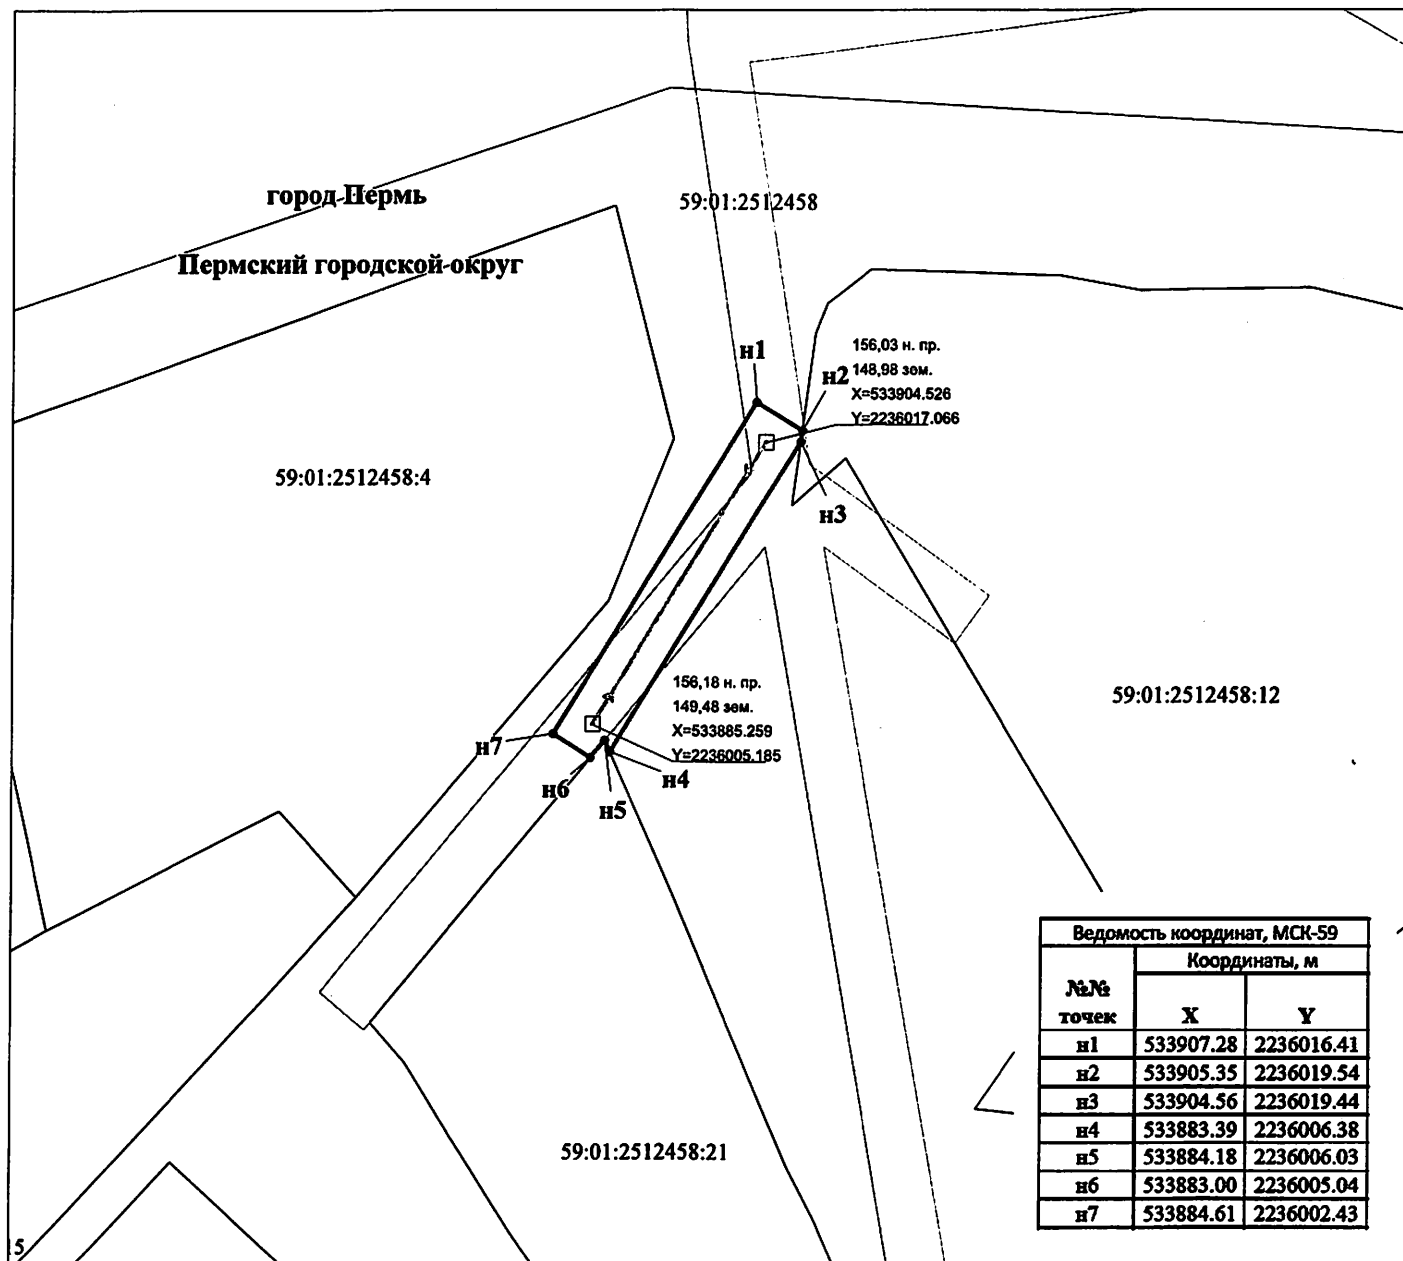 город Пермь
59:01:2512458
Пермский городской округ
н1
156,03 н. пр.
н2
148,98 зем.
X=533904.526
Y=2236017.066
59:01:2512458:4
н3
156,18 н. пр.
149,48 зем.
X=533885.259
Y=2236005.185
59:01:2512458:12
н7
н4
н6
н5
Ведомость координат, МСК-59
№№ точек
Координаты, м
X Y
н1 533907.28 2236016.41
н2 533905.35 2236019.54
н3 533904.56 2236019.44
н4 533883.39 2236006.38
н5 533884.18 2236006.03
н6 533883.00 2236005.04
н7 533884.61 2236002.43
59:01:2512458:21